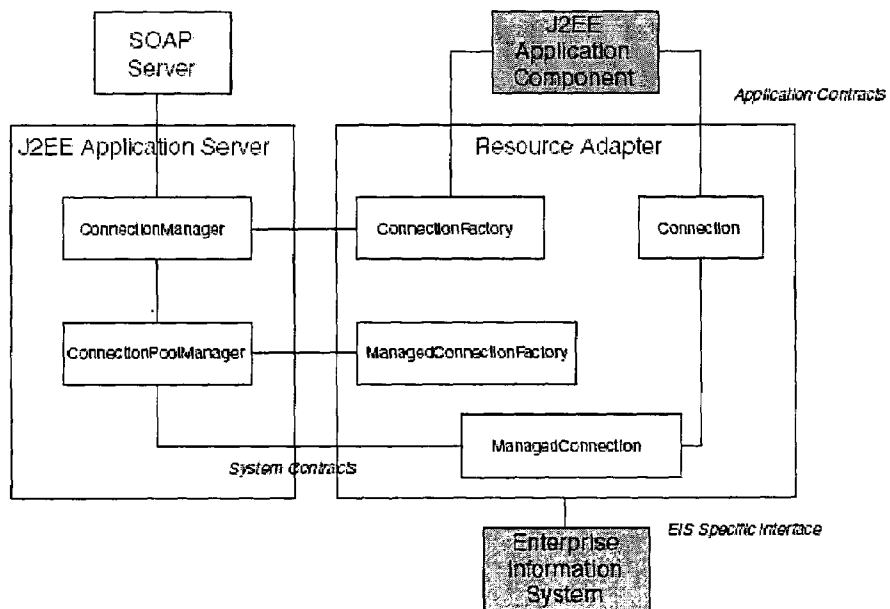 SOAP
Server
J2EE
Application
Component
Application Contracts
J2EE Application Server
Resource Adapter
ConnectionManager
ConnectionFactory
Connection
ConnectionPoolManager
ManagedConnectionFactory
ManagedConnection
System Contracts
EIS Specific Interface
Enterprise
Information
System